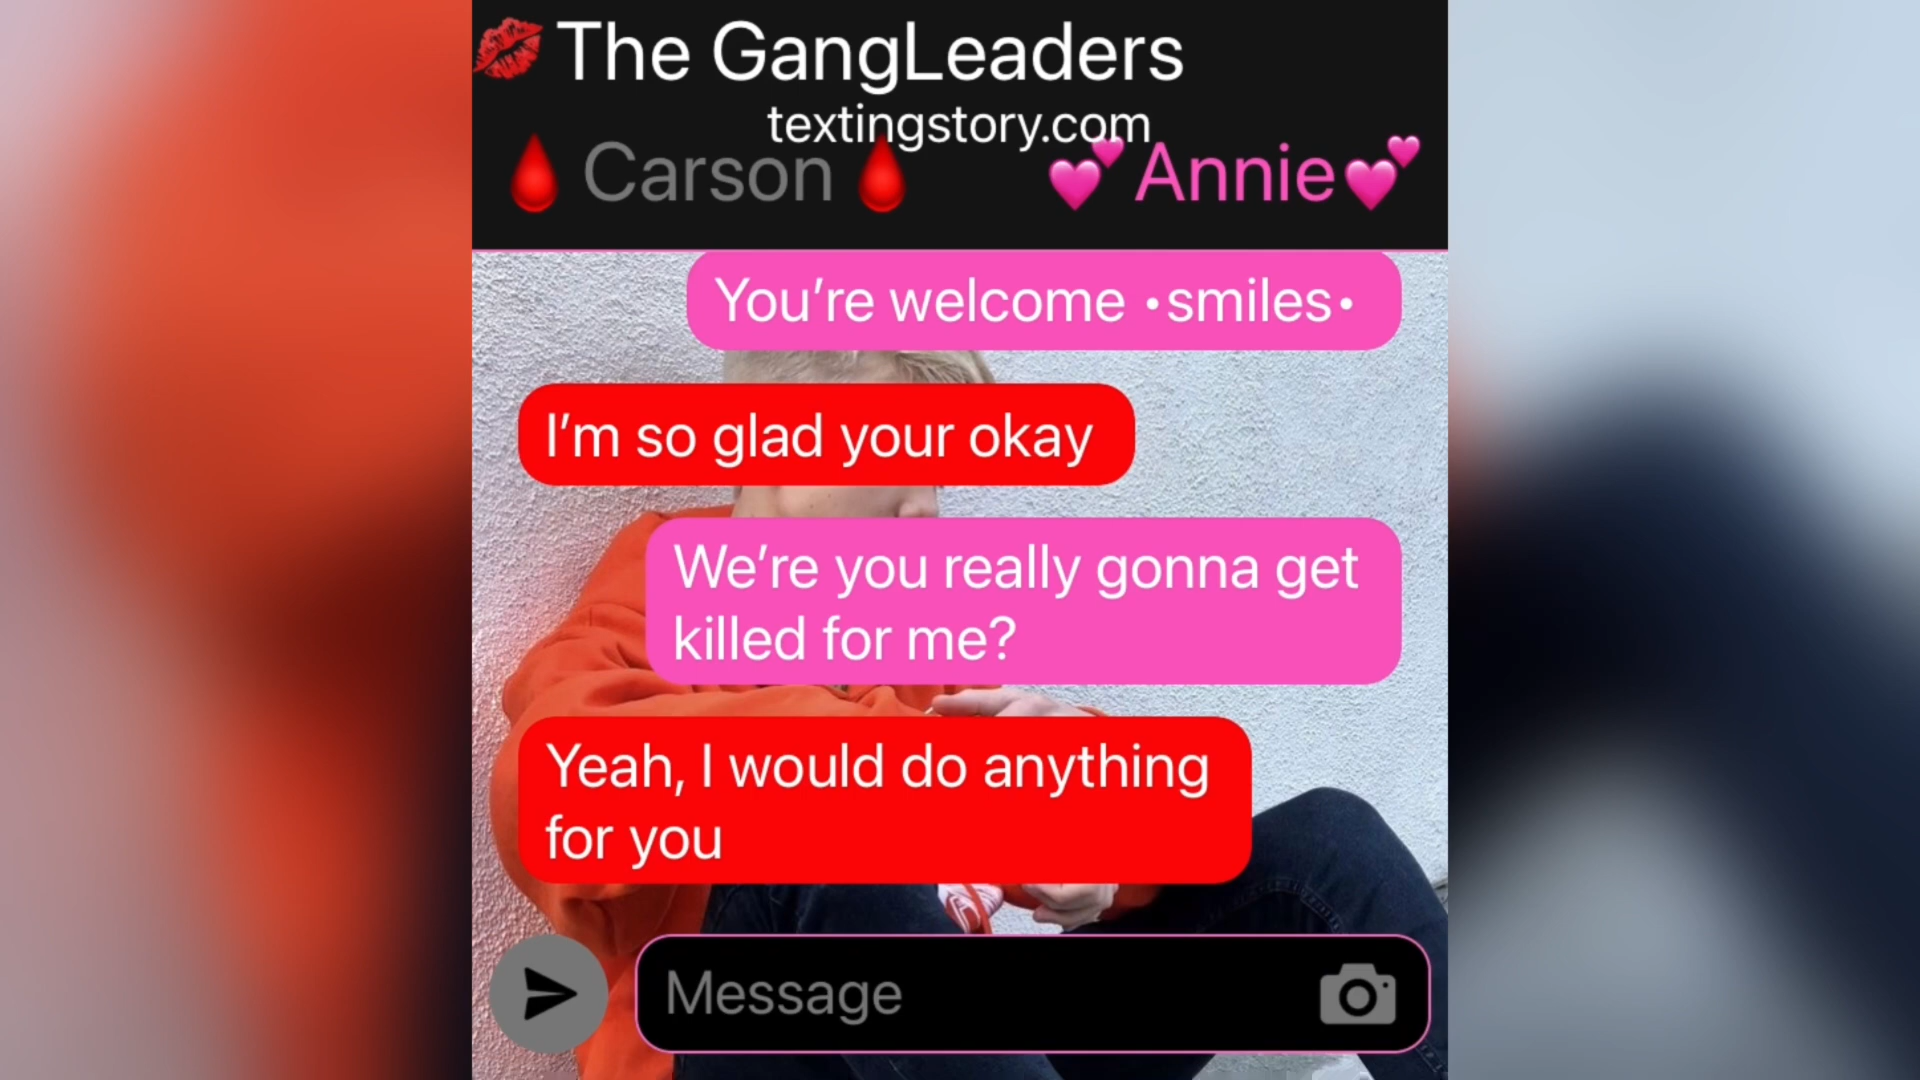 💋The GangLeaders
textingstory.com
🩸Carson🩸
💕Annie💕
You’re welcome •smiles•
I’m so glad your okay
We’re you really gonna get
killed for me?
Yeah, I would do anything
for you
Message